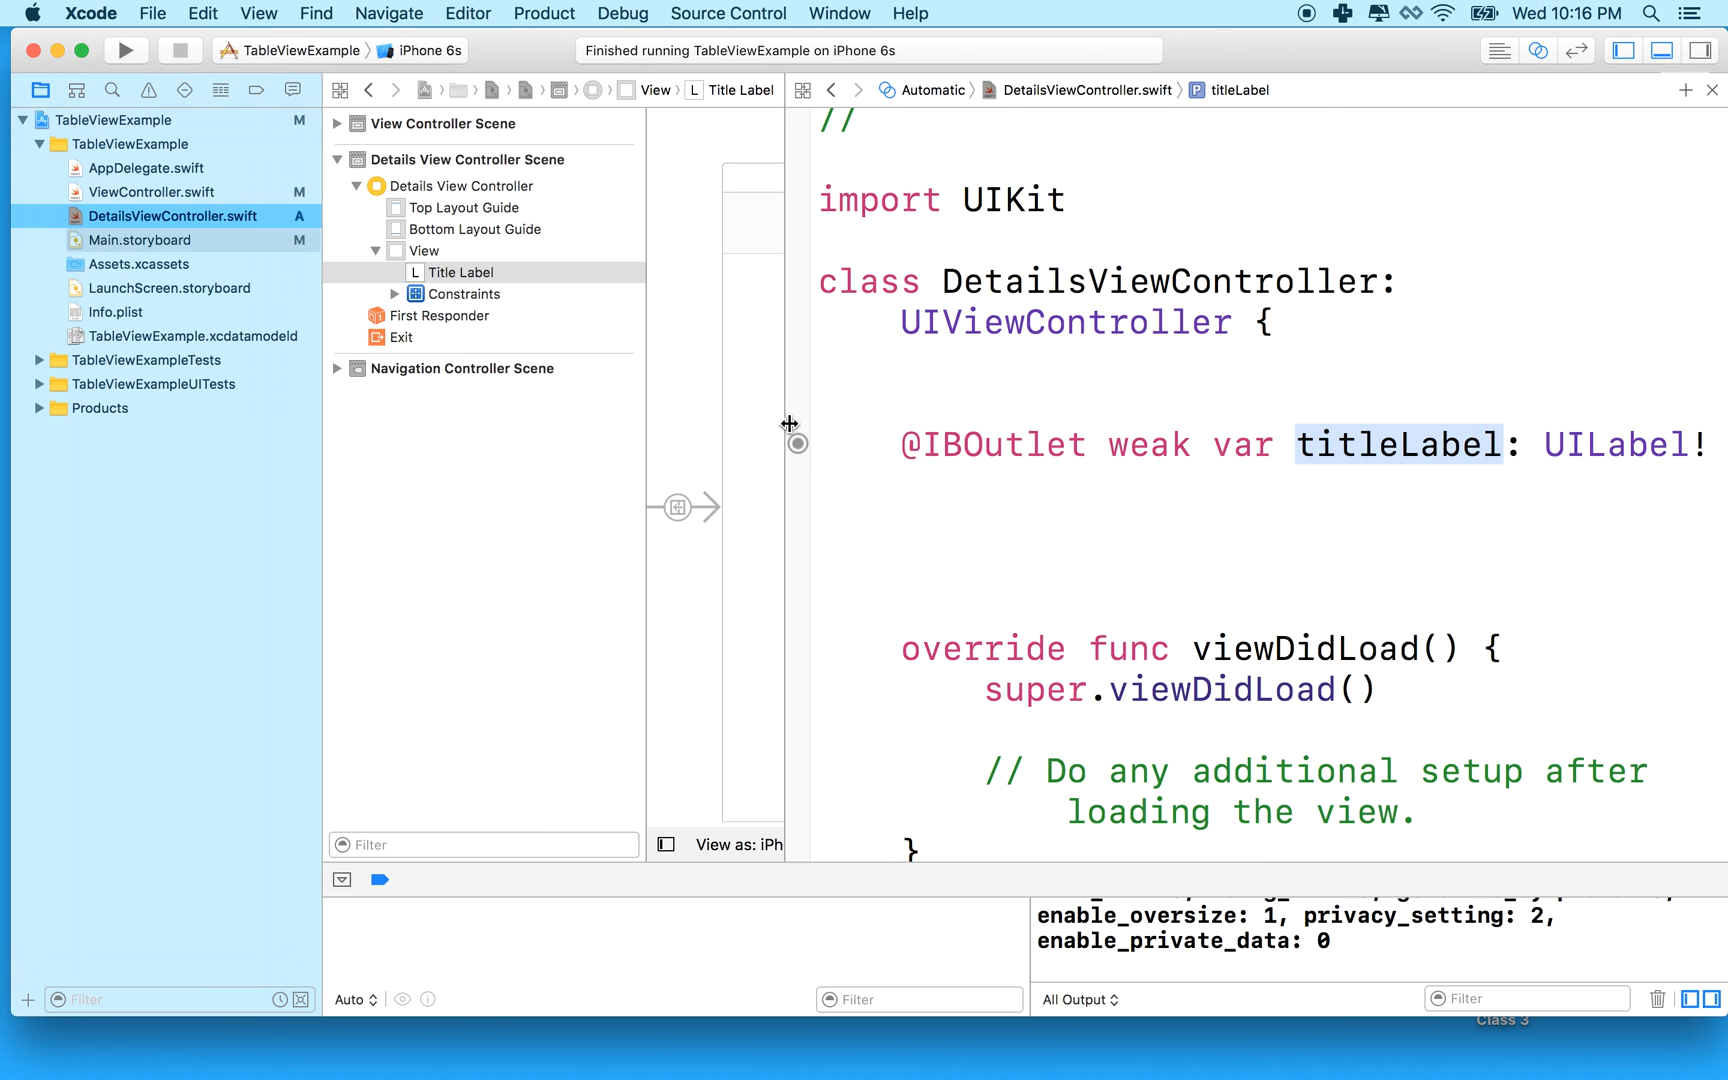 Xcode File Edit View Find Navigate Editor Product Debug Source Control Window Help Wed 10:16 PM
TableViewExample iPhone 6s Finished running TableViewExample on iPhone 6s
View L Title Label Automatic DetailsViewController.swift P titleLabel
TableViewExample M
TableViewExample
AppDelegate.swift
ViewController.swift M
DetailsViewController.swift A
Main.storyboard M
Assets.xcassets
LaunchScreen.storyboard
Info.plist
TableViewExample.xcdatamodeld
TableViewExampleTests
TableViewExampleUITests
Products
Filter
View Controller Scene
Details View Controller Scene
Details View Controller
Top Layout Guide
Bottom Layout Guide
View
L Title Label
Constraints
First Responder
Exit
Navigation Controller Scene
Filter
View as: iPh
//
import UIKit
class DetailsViewController:
UIViewController {
@IBOutlet weak var titleLabel: UILabel!
override func viewDidLoad() {
super.viewDidLoad()
// Do any additional setup after
loading the view.
}
enable_oversize: 1, privacy_setting: 2,
enable_private_data: 0
Auto Filter All Output Filter
Class 3